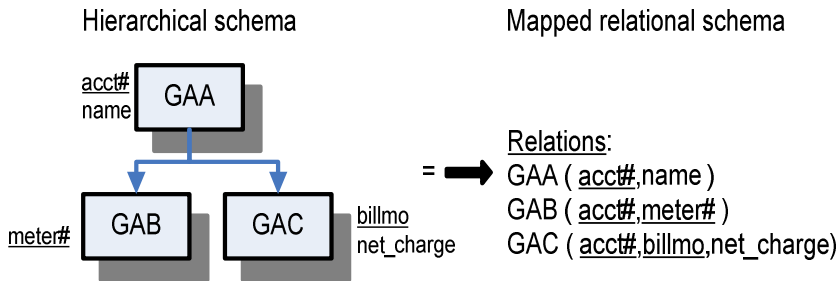 Hierarchical schema
Mapped relational schema
acct#
name
GAA
GAB
GAC
meter#
billmo
net_charge
=
Relations:
GAA ( acct#,name )
GAB ( acct#,meter# )
GAC ( acct#,billmo,net_charge)